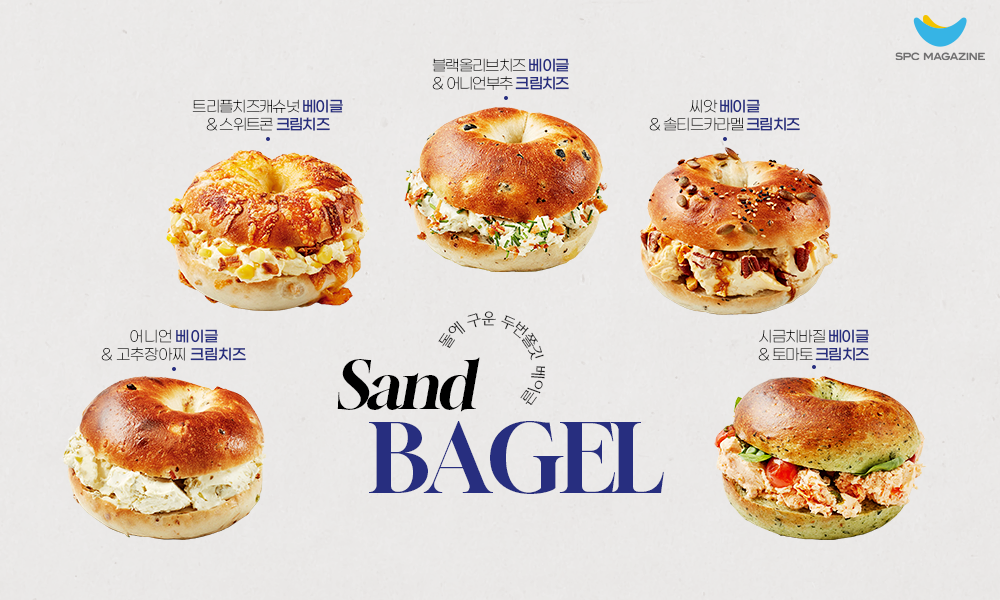 SPC MAGAZINE
블랙올리브치즈 베이글
& 어니언부추 크림치즈
트리플치즈캐슈넛 베이글
& 스위트콘 크림치즈
씨앗 베이글
& 솔티드카라멜 크림치즈
어니언 베이글
& 고추장아찌 크림치즈
시금치바질 베이글
& 토마토 크림치즈
돌에 구운 두번쫄깃 베이글
Sand
BAGEL